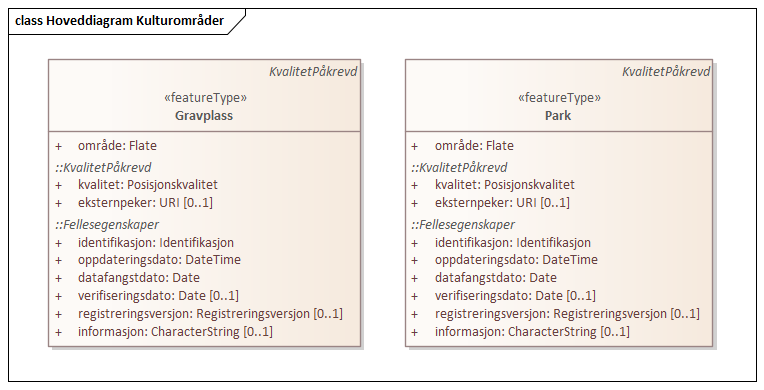 class Hoveddiagram Kulturområder
KvalitetPåkrevd
«featureType»
Gravplass
+ område: Flate
::KvalitetPåkrevd
+ kvalitet: Posisjonskvalitet
+ eksternpeker: URI [0..1]
::Fellesegenskaper
+ identifikasjon: Identifikasjon
+ oppdateringsdato: DateTime
+ datafangstdato: Date
+ verifiseringsdato: Date [0..1]
+ registreringsversjon: Registreringsversjon [0..1]
+ informasjon: CharacterString [0..1]
KvalitetPåkrevd
«featureType»
Park
+ område: Flate
::KvalitetPåkrevd
+ kvalitet: Posisjonskvalitet
+ eksternpeker: URI [0..1]
::Fellesegenskaper
+ identifikasjon: Identifikasjon
+ oppdateringsdato: DateTime
+ datafangstdato: Date
+ verifiseringsdato: Date [0..1]
+ registreringsversjon: Registreringsversjon [0..1]
+ informasjon: CharacterString [0..1]